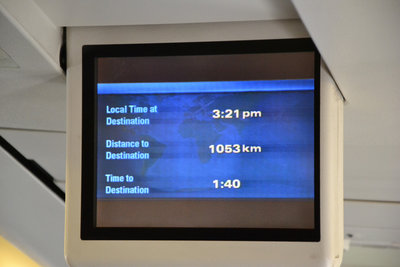 Local Time at
Destination
3:21 pm
Distance to
Destination
1053 km
Time to
Destination
1:40